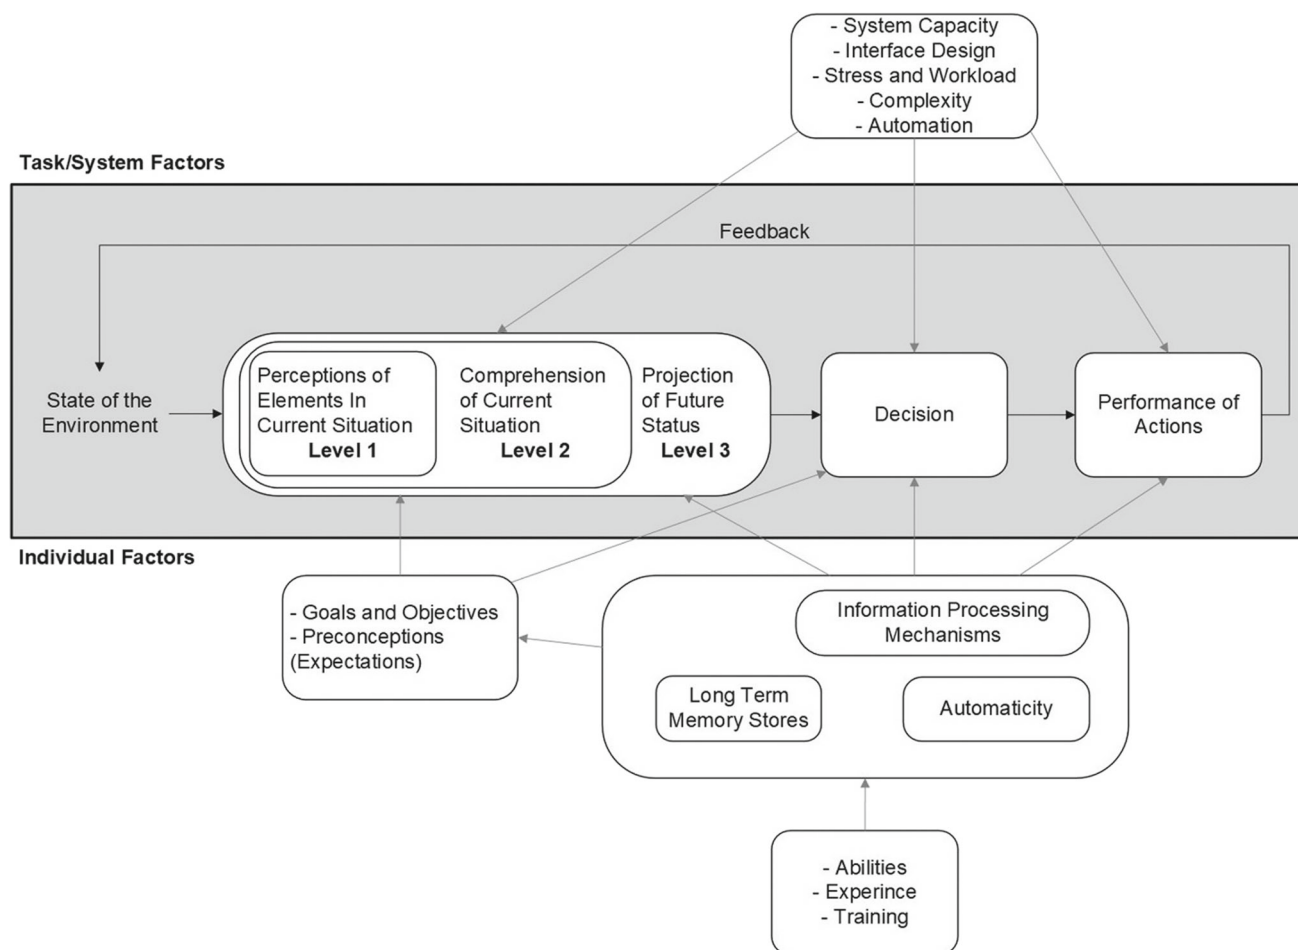 - System Capacity
- Interface Design
- Stress and Workload
- Complexity
- Automation
Task/System Factors
Feedback
State of the
Environment
Perceptions of
Elements In
Current Situation
Level 1
Comprehension
of Current
Situation
Level 2
Projection
of Future
Status
Level 3
Decision
Performance of
Actions
Individual Factors
- Goals and Objectives
- Preconceptions
(Expectations)
Information Processing
Mechanisms
Long Term
Memory Stores
Automaticity
- Abilities
- Experince
- Training